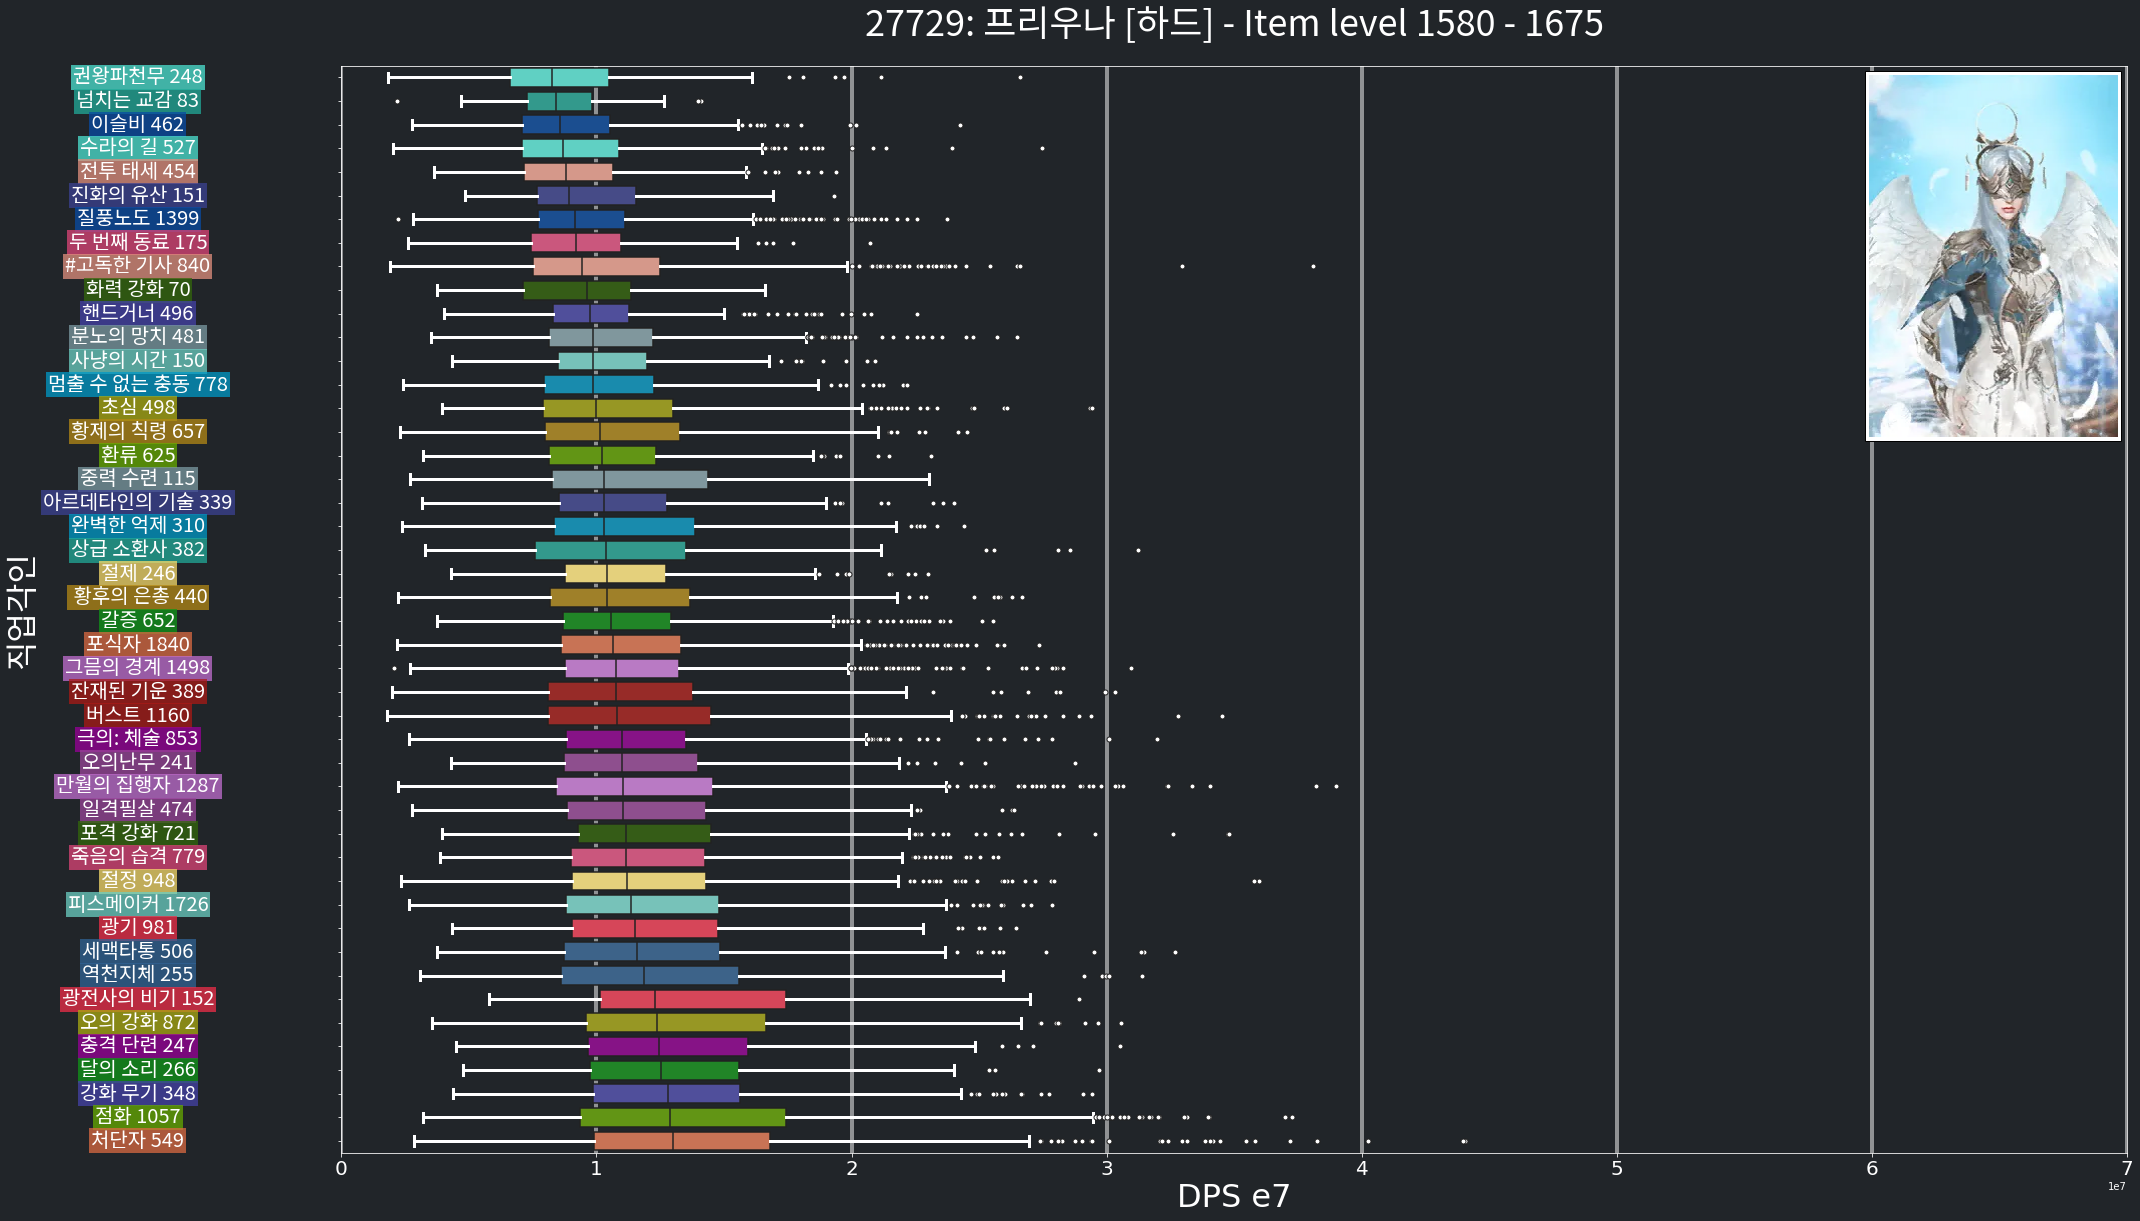 27729: 프리우나 [하드] - Item level 1580 - 1675
권왕파천무 248
넘치는 교감 83
이슬비 462
수라의 길 527
전투 태세 454
진화의 유산 151
질풍노도 1399
두 번째 동료 175
#고독한 기사 840
화력 강화 70
핸드거너 496
분노의 망치 481
사냥의 시간 150
멈출 수 없는 충동 778
초심 498
황제의 칙령 657
환류 625
중력 수련 115
아르데타인의 기술 339
완벽한 억제 310
상급 소환사 382
절제 246
황후의 은총 440
갈증 652
포식자 1840
그믐의 경계 1498
잔재된 기운 389
버스트 1160
극의: 체술 853
오의난무 241
만월의 집행자 1287
일격필살 474
포격 강화 721
죽음의 습격 779
절정 948
피스메이커 1726
광기 981
세맥타통 506
역천지체 255
광전사의 비기 152
오의 강화 872
충격 단련 247
달의 소리 266
강화 무기 348
점화 1057
처단자 549
직업각인
0 1 2 3 4 5 6 7
1e7
DPS e7